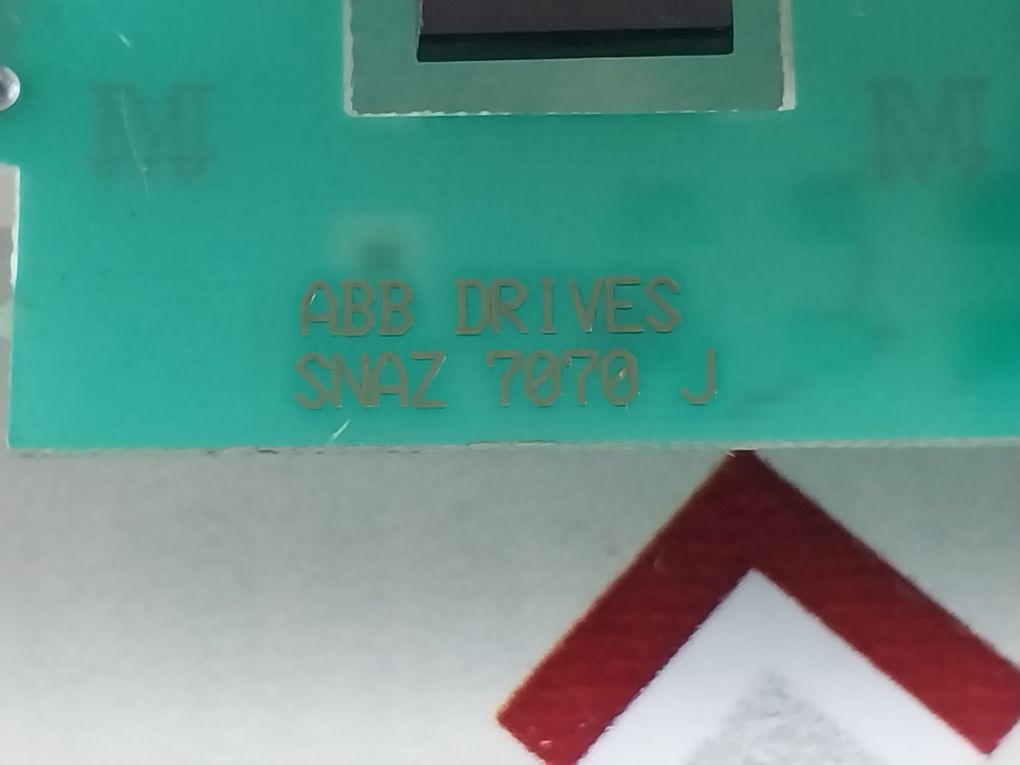 ABB DRIVES
SNAZ 7070 J